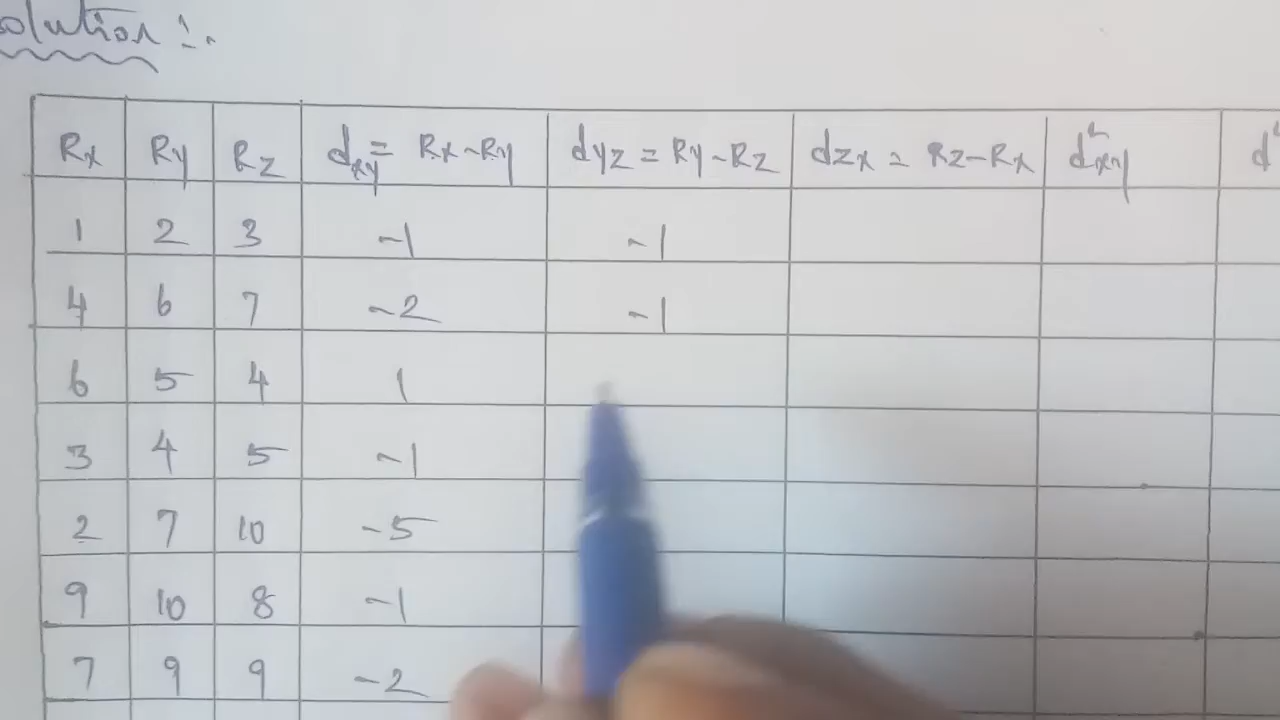 solution :-
Rx Ry Rz dxy = Rx-Ry dyz = Ry-Rz dzx = Rz-Rx d²xy d²
1 2 3 -1 -1
4 6 7 -2 -1
6 5 4 1
3 4 5 -1
2 7 10 -5
9 10 8 -1
7 9 9 -2